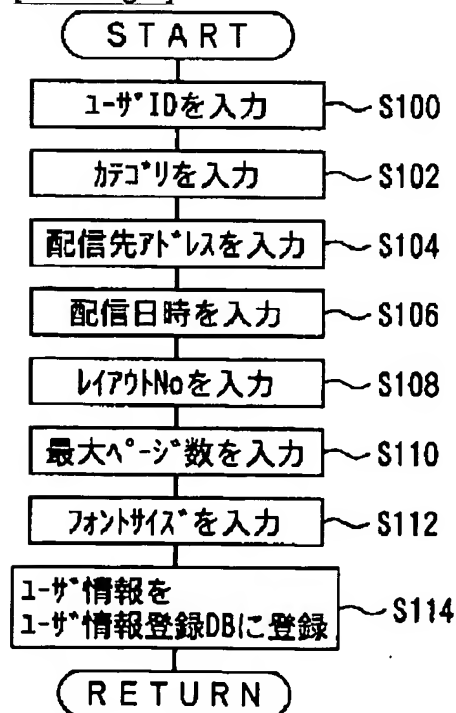 START
ﾕｰｻﾞIDを入力
S100
ｶﾃｺﾞﾘを入力
S102
配信先ｱﾄﾞﾚｽを入力
S104
配信日時を入力
S106
ﾚｲｱｳﾄNoを入力
S108
最大ﾍﾟｰｼﾞ数を入力
S110
ﾌｫﾝﾄｻｲｽﾞを入力
S112
ﾕｰｻﾞ情報を
ﾕｰｻﾞ情報登録DBに登録
S114
RETURN